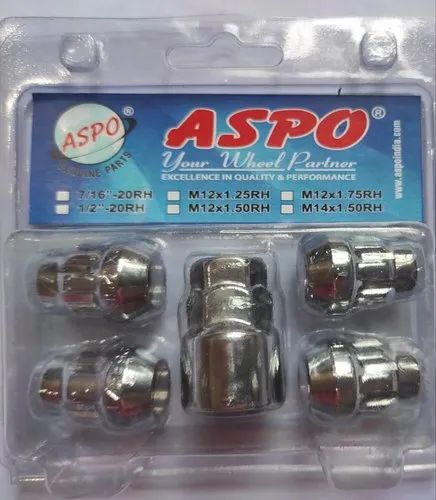 ASPO®
GENUINE PARTS
ASPO®
Your Wheel Partner
EXCELLENCE IN QUALITY & PERFORMANCE
www.aspoindia.com
7/16"-20RH M12x1.25RH M12x1.75RH
1/2"-20RH M12x1.50RH M14x1.50RH